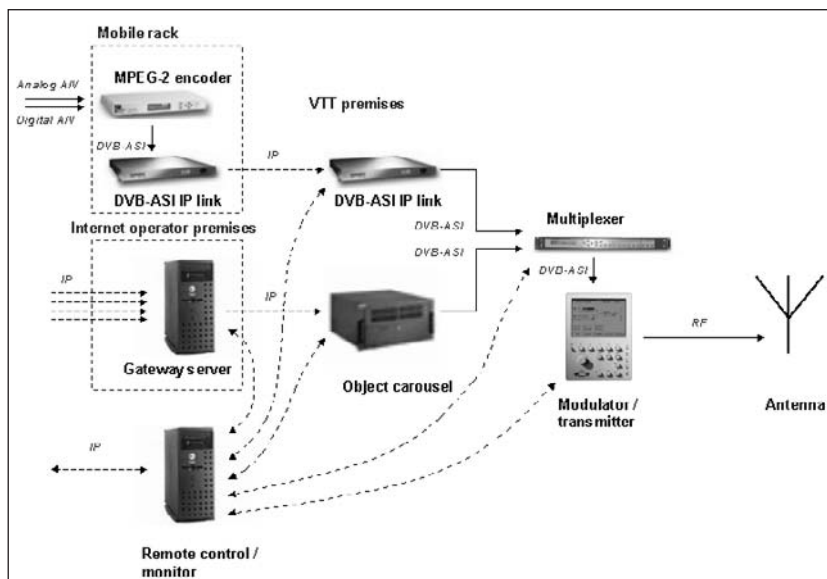 Mobile rack
MPEG-2 encoder
Analog A/V
Digital A/V
DVB-ASI
DVB-ASI IP link
IP
VTT premises
DVB-ASI IP link
DVB-ASI
DVB-ASI
Multiplexer
DVB-ASI
Internet operator premises
IP
Gateway server
IP
Object carousel
Modulator /
transmitter
RF
Antenna
IP
Remote control /
monitor